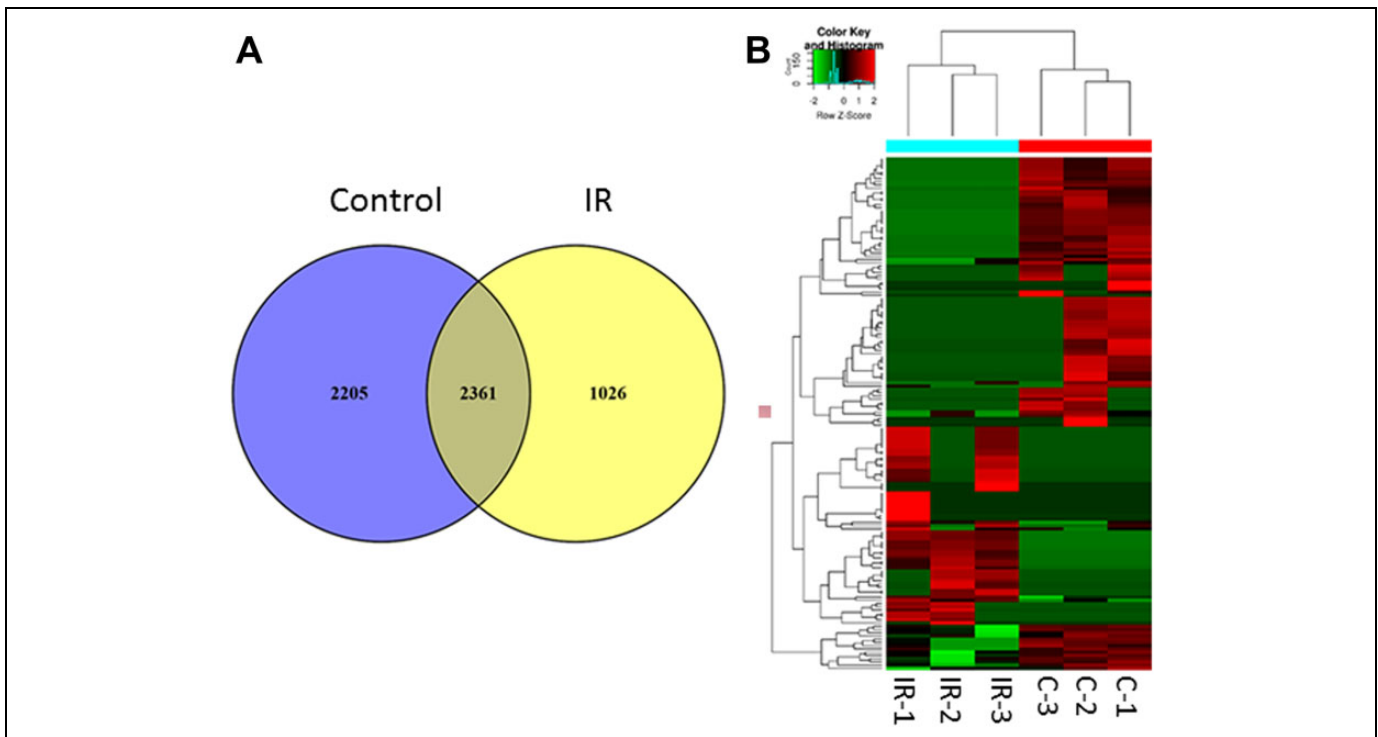 A
Control
IR
2205
2361
1026
B
Color Key
and Histogram
Count
0 150
-2 0 1 2
Row Z-Score
IR-1
IR-2
IR-3
C-3
C-2
C-1